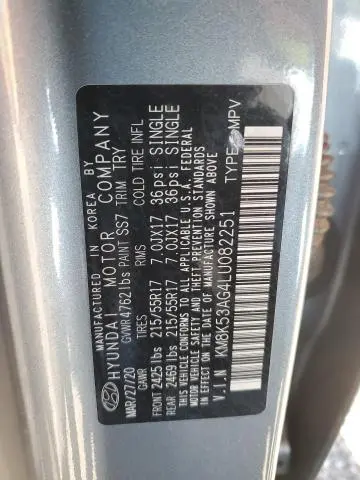 MANUFACTURED IN KOREA BY
HYUNDAI MOTOR COMPANY
MAR/27/20 GVWR 4762 lbs PAINT SS7 TRIM TRY
GAWR TIRES RIMS COLD TIRE INFL
FRONT 2425 lbs 215/55R17 7.0JX17 36psi SINGLE
REAR 2469 lbs 215/55R17 7.0JX17 36psi SINGLE
THIS VEHICLE CONFORMS TO ALL APPLICABLE U.S.A. FEDERAL
MOTOR VEHICLE SAFETY, BUMPER, AND THEFT PREVENTION
STANDARDS IN EFFECT ON THE DATE OF MANUFACTURE SHOWN ABOVE
V.I.N KM8K53AG4LU082251 TYPE : MPV